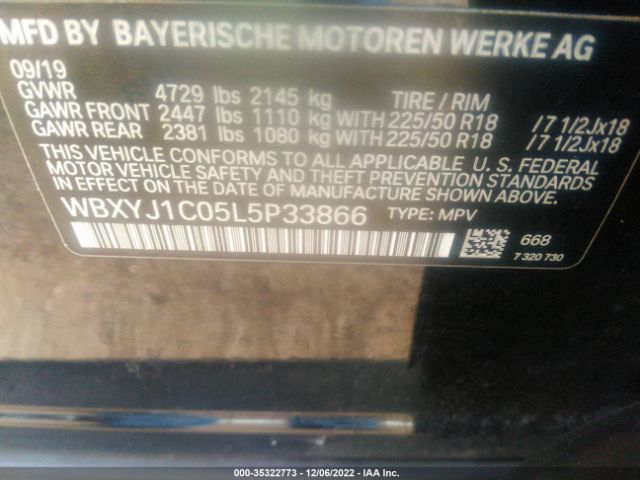 MFD BY BAYERISCHE MOTOREN WERKE AG
09/19
GVWR 4729 lbs 2145 kg TIRE / RIM
GAWR FRONT 2447 lbs 1110 kg WITH 225/50 R18 / 7 1/2Jx18
GAWR REAR 2381 lbs 1080 kg WITH 225/50 R18 / 7 1/2Jx18
THIS VEHICLE CONFORMS TO ALL APPLICABLE U. S. FEDERAL
MOTOR VEHICLE SAFETY AND THEFT PREVENTION STANDARDS
IN EFFECT ON THE DATE OF MANUFACTURE SHOWN ABOVE.
WBXYJ1C05L5P33866 TYPE: MPV
668
7 320 730
000-35322773 - 12/06/2022 - IAA Inc.